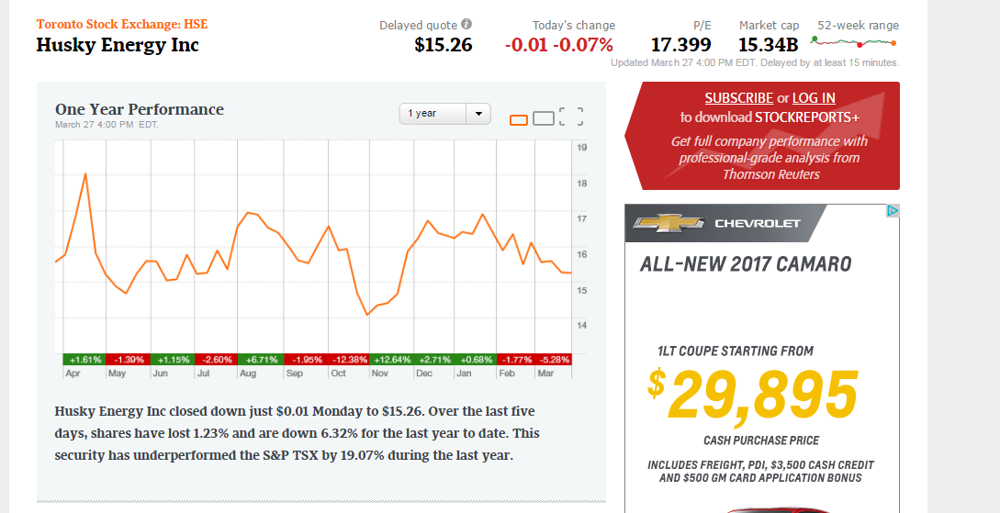 Toronto Stock Exchange: HSE
Husky Energy Inc
Delayed quote
$15.26
Today's change
-0.01 -0.07%
P/E
17.399
Market cap
15.34B
52-week range
Updated March 27 4:00 PM EDT. Delayed by at least 15 minutes.
One Year Performance
March 27 4:00 PM EDT.
1 year
19
18
17
16
15
14
+1.61% -1.39% +1.15% -2.60% +6.71% -1.95% -12.38% +12.64% +2.71% +0.68% -1.77% -5.28%
Apr May Jun Jul Aug Sep Oct Nov Dec Jan Feb Mar
Husky Energy Inc closed down just $0.01 Monday to $15.26. Over the last five
days, shares have lost 1.23% and are down 6.32% for the last year to date. This
security has underperformed the S&P TSX by 19.07% during the last year.
SUBSCRIBE or LOG IN
to download STOCKREPORTS+
Get full company performance with
professional-grade analysis from
Thomson Reuters
CHEVROLET
ALL-NEW 2017 CAMARO
1LT COUPE STARTING FROM
$29,895
CASH PURCHASE PRICE
INCLUDES FREIGHT, PDI, $3,500 CASH CREDIT
AND $500 GM CARD APPLICATION BONUS